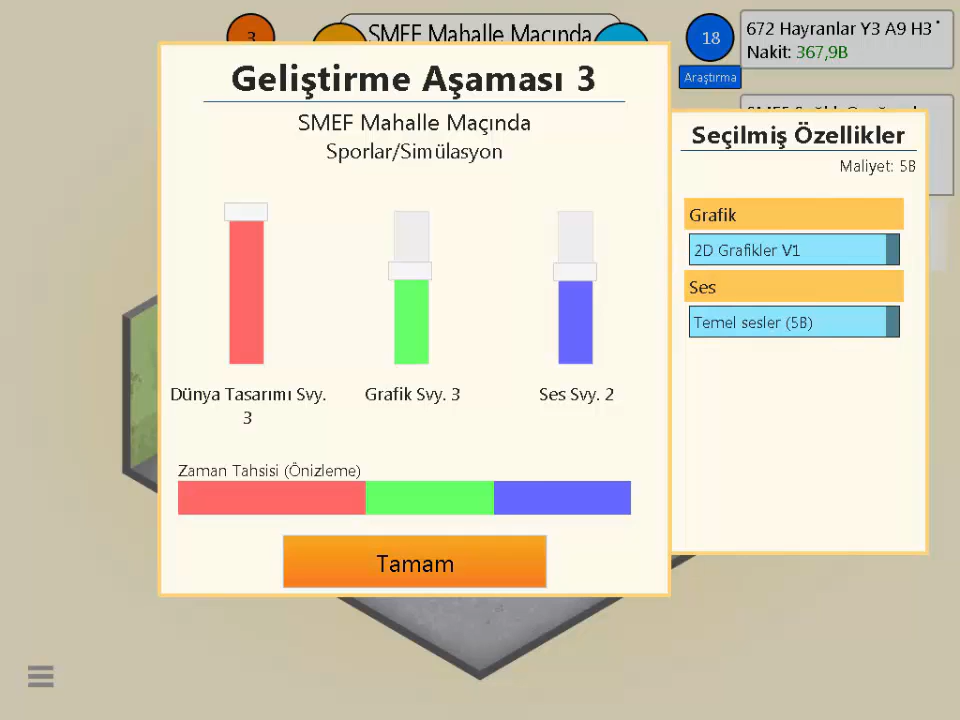 3
SMEF Mahalle Maçında
18
Araştırma
672 Hayranlar Y3 A9 H3
Nakit: 367,9B
Geliştirme Aşaması 3
SMEF Mahalle Maçında
Sporlar/Simülasyon
Dünya Tasarımı Svy.
3
Grafik Svy. 3
Ses Svy. 2
Zaman Tahsisi (Önizleme)
Tamam
Seçilmiş Özellikler
Maliyet: 5B
Grafik
2D Grafikler V1
Ses
Temel sesler (5B)